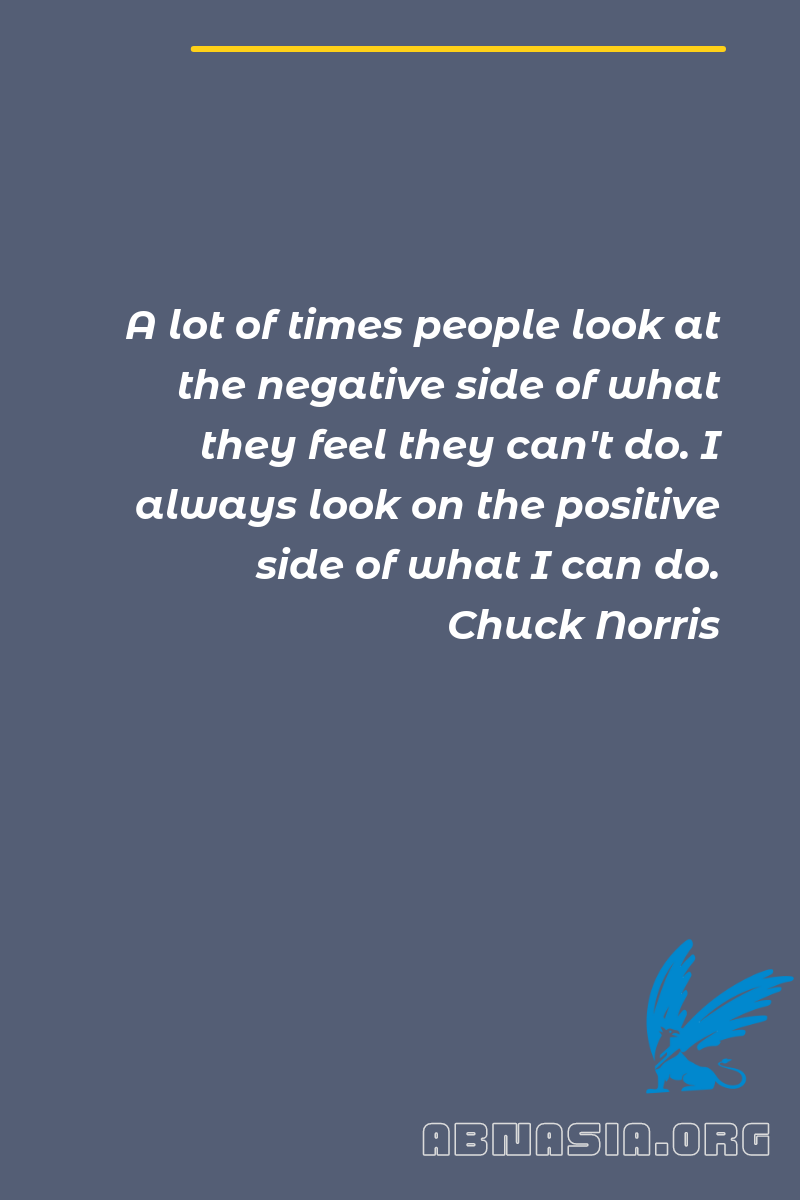 A lot of times people look at
the negative side of what
they feel they can't do. I
always look on the positive
side of what I can do.
Chuck Norris
ABNASIA.ORG